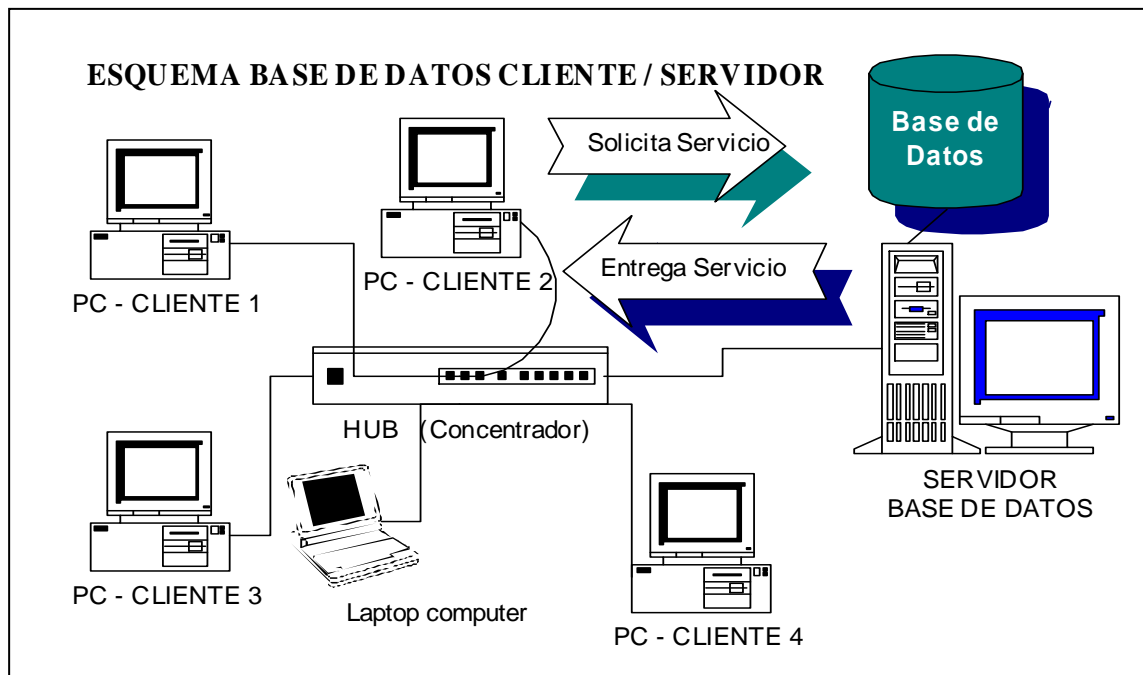 ESQUEMA BASE DE DATOS CLIENTE / SERVIDOR
Solicita Servicio
Base de
Datos
Entrega Servicio
PC - CLIENTE 1
PC - CLIENTE 2
HUB (Concentrador)
SERVIDOR
BASE DE DATOS
PC - CLIENTE 3
Laptop computer
PC - CLIENTE 4